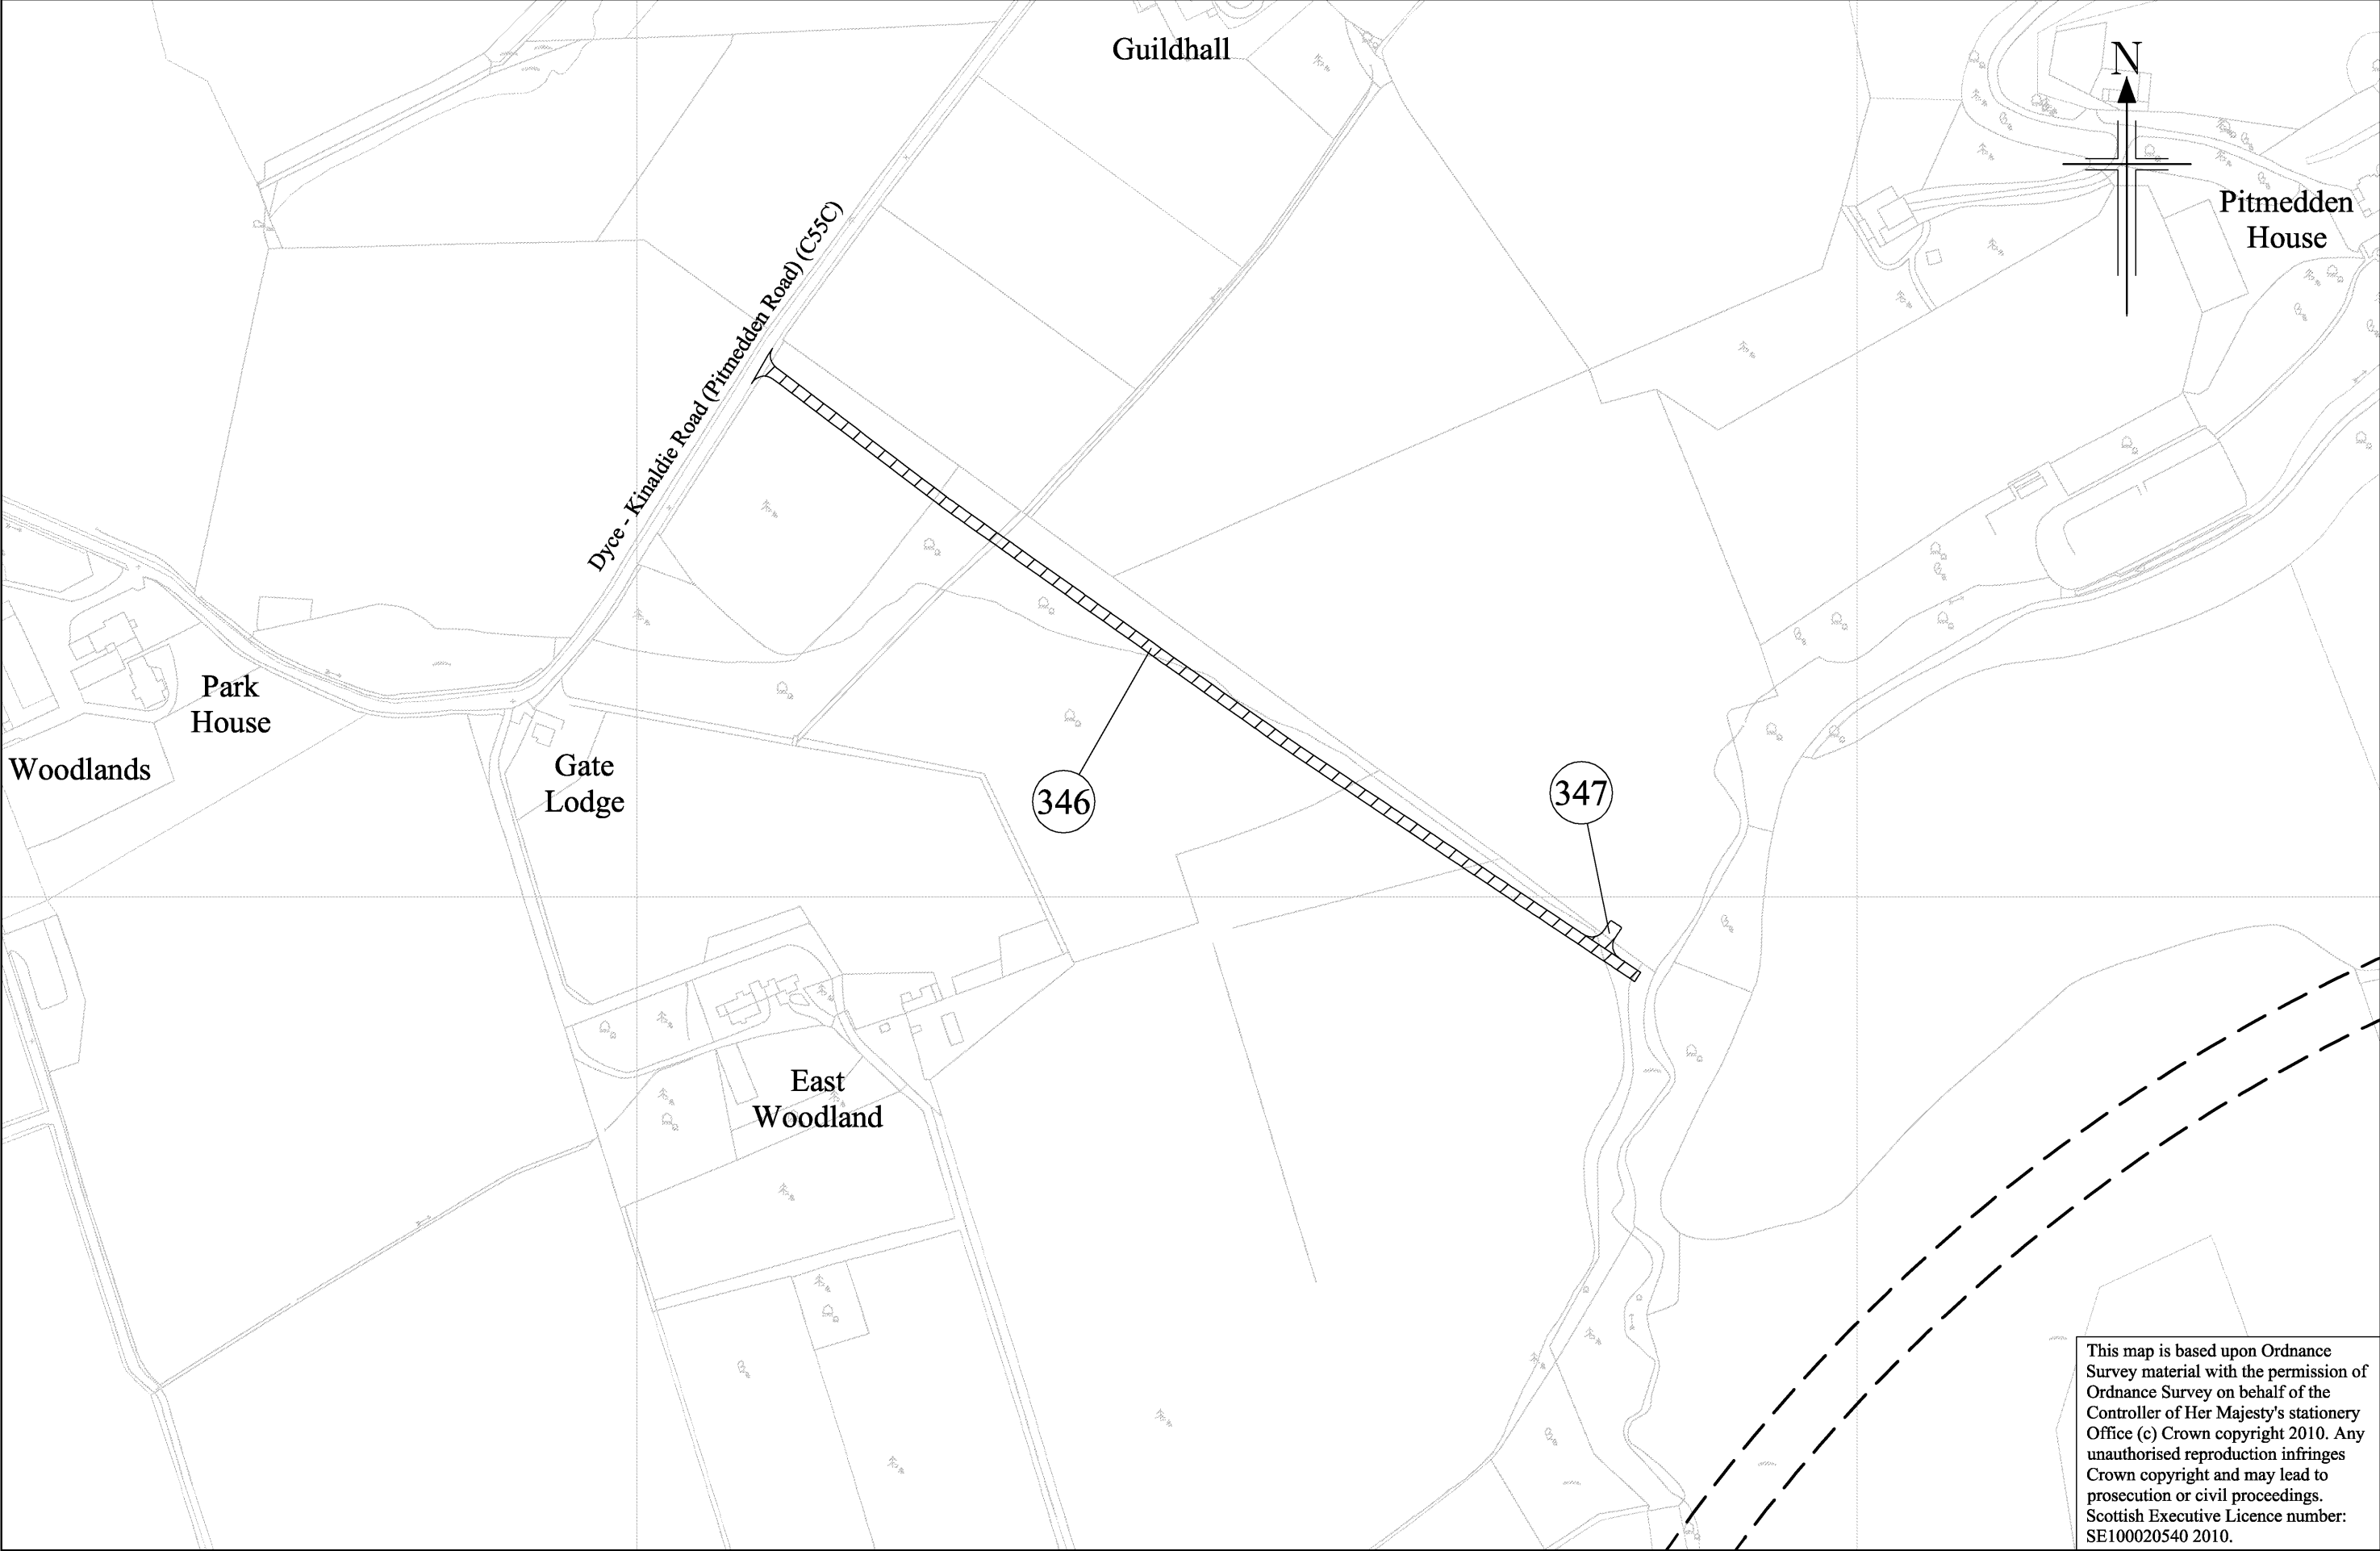 Guildhall
N
Pitmedden
House
Dyce - Kinaldie Road (Pitmedden Road) (C55C)
Park
House
Woodlands
Gate
Lodge
346
347
East
Woodland
This map is based upon Ordnance
Survey material with the permission of
Ordnance Survey on behalf of the
Controller of Her Majesty's stationery
Office (c) Crown copyright 2010. Any
unauthorised reproduction infringes
Crown copyright and may lead to
prosecution or civil proceedings.
Scottish Executive Licence number:
SE100020540 2010.